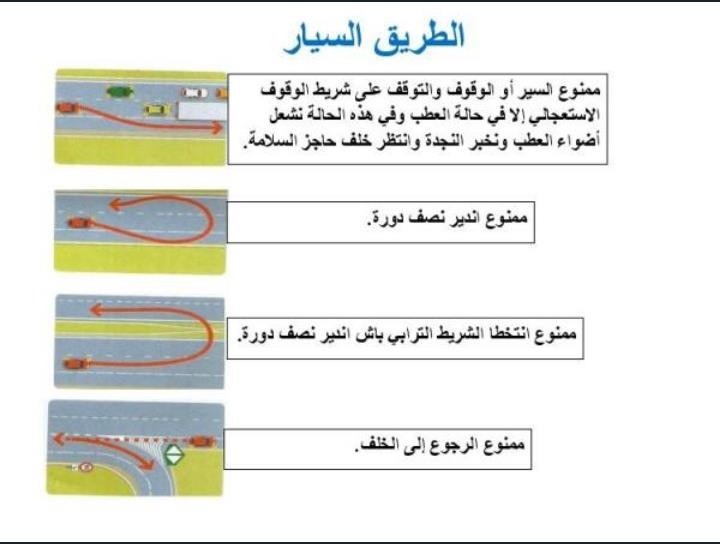 الطريق السيار
ممنوع السير أو الوقوف والتوقف على شريط الوقوف
الاستعجالي إلا في حالة العطب وفي هذه الحالة نشعل
أضواء العطب ونخبر النجدة وانتظر خلف حاجز السلامة.
ممنوع اندير نصف دورة.
ممنوع انتخطا الشريط الترابي باش اندير نصف دورة.
ممنوع الرجوع إلى الخلف.